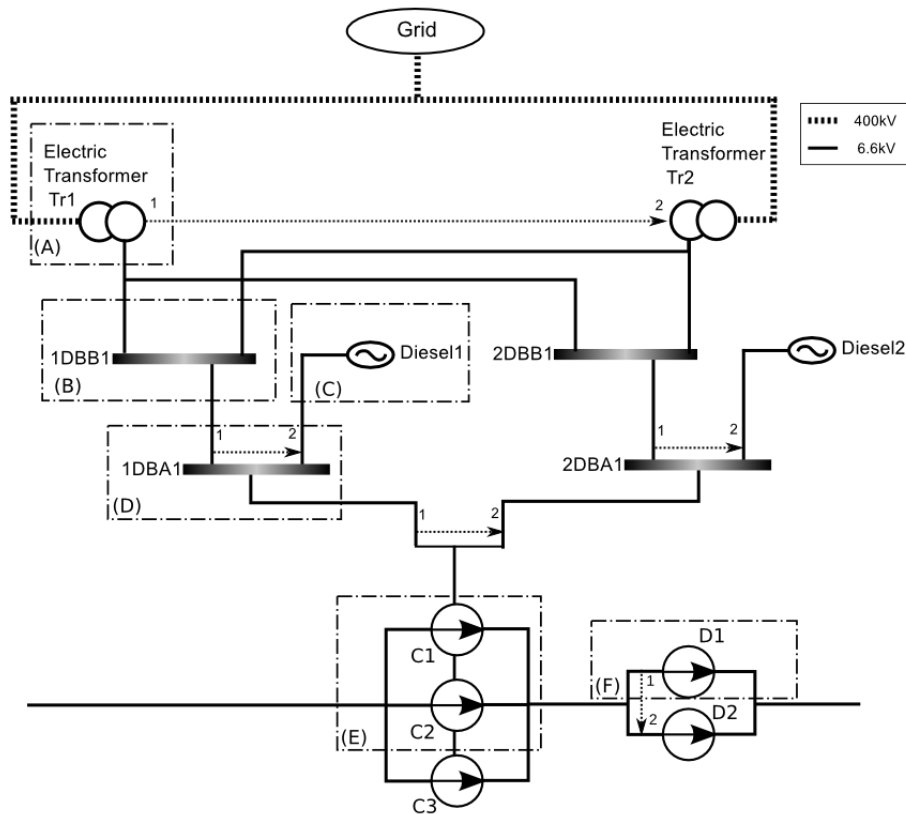 Grid
400kV
6.6kV
Electric
Transformer
Tr1
Electric
Transformer
Tr2
1
2
(A)
1DBB1
(B)
Diesel1
(C)
2DBB1
Diesel2
1
2
1DBA1
(D)
1
2
2DBA1
1
2
C1
C2
(E)
C3
D1
(F)
1
D2
2